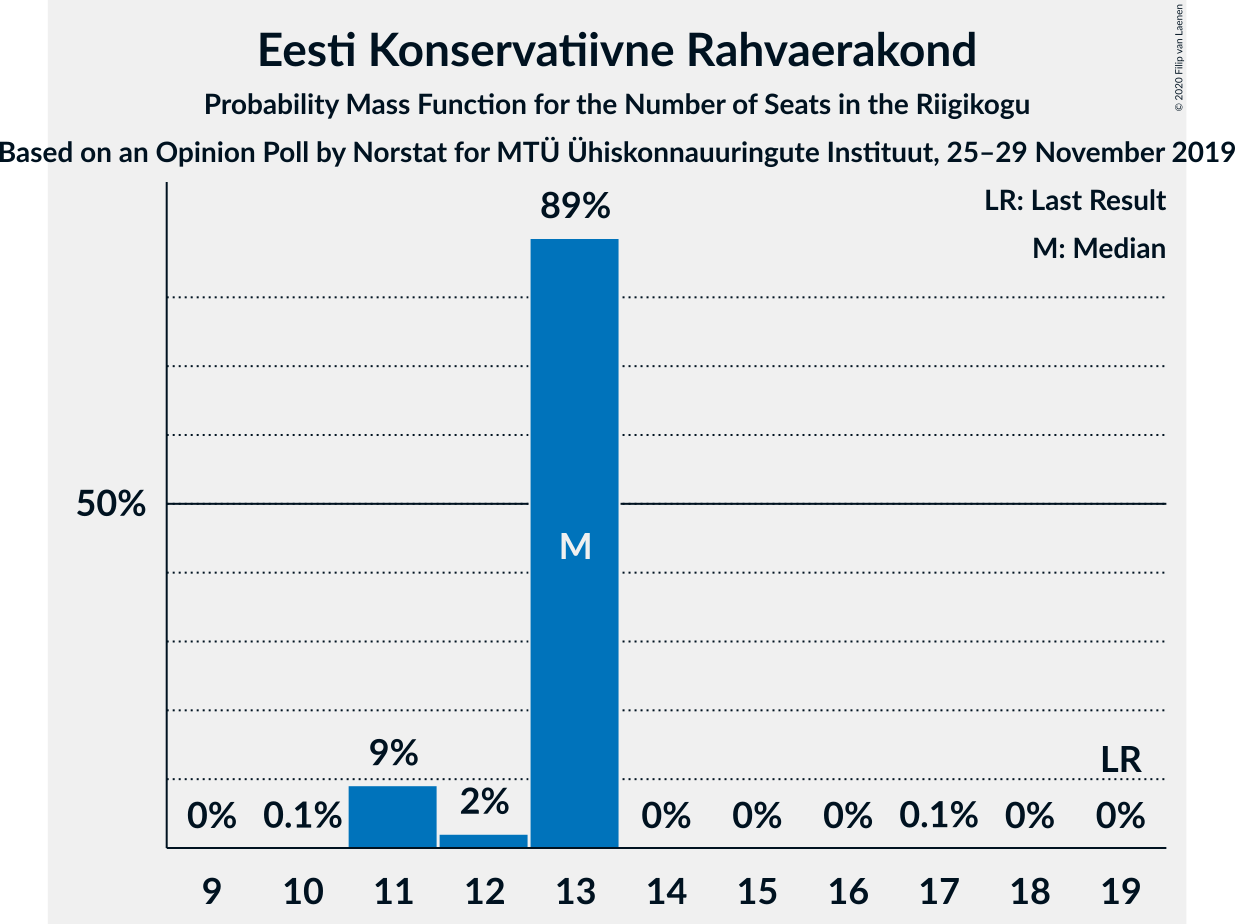 Eesti Konservatiivne Rahvaerakond
Probability Mass Function for the Number of Seats in the Riigikogu
Based on an Opinion Poll by Norstat for MTÜ Ühiskonnauuringute Instituut, 25–29 November 2019
© 2020 Filip van Laenen
LR: Last Result
M: Median
89%
50%
M
9%
2%
LR
0% 0.1% 0% 0% 0% 0.1% 0% 0%
9 10 11 12 13 14 15 16 17 18 19